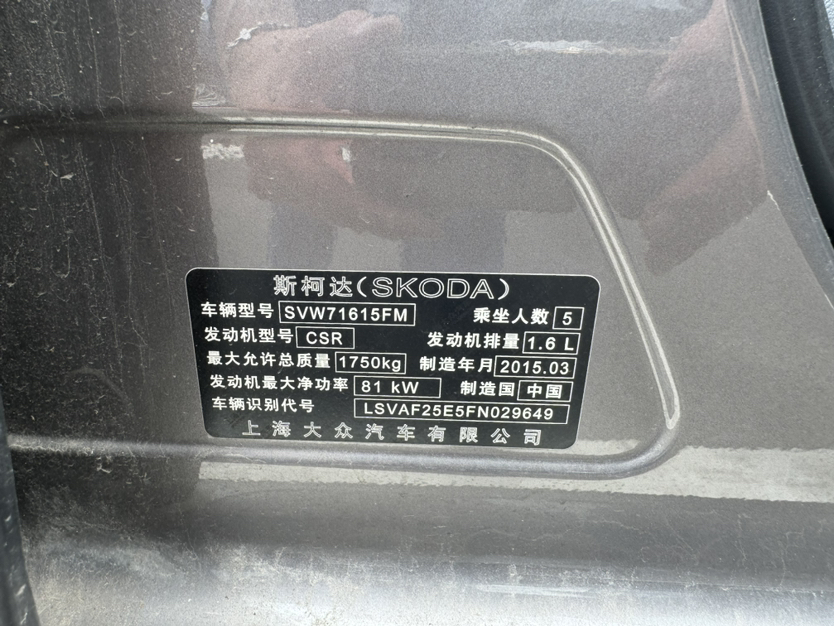 斯柯达(SKODA)
车辆型号 SVW71615FM 乘坐人数 5
发动机型号 CSR 发动机排量 1.6 L
最大允许总质量 1750kg 制造年月 2015.03
发动机最大净功率 81 kW 制造国 中国
车辆识别代号 LSVAF25E5FN029649
上海大众汽车有限公司